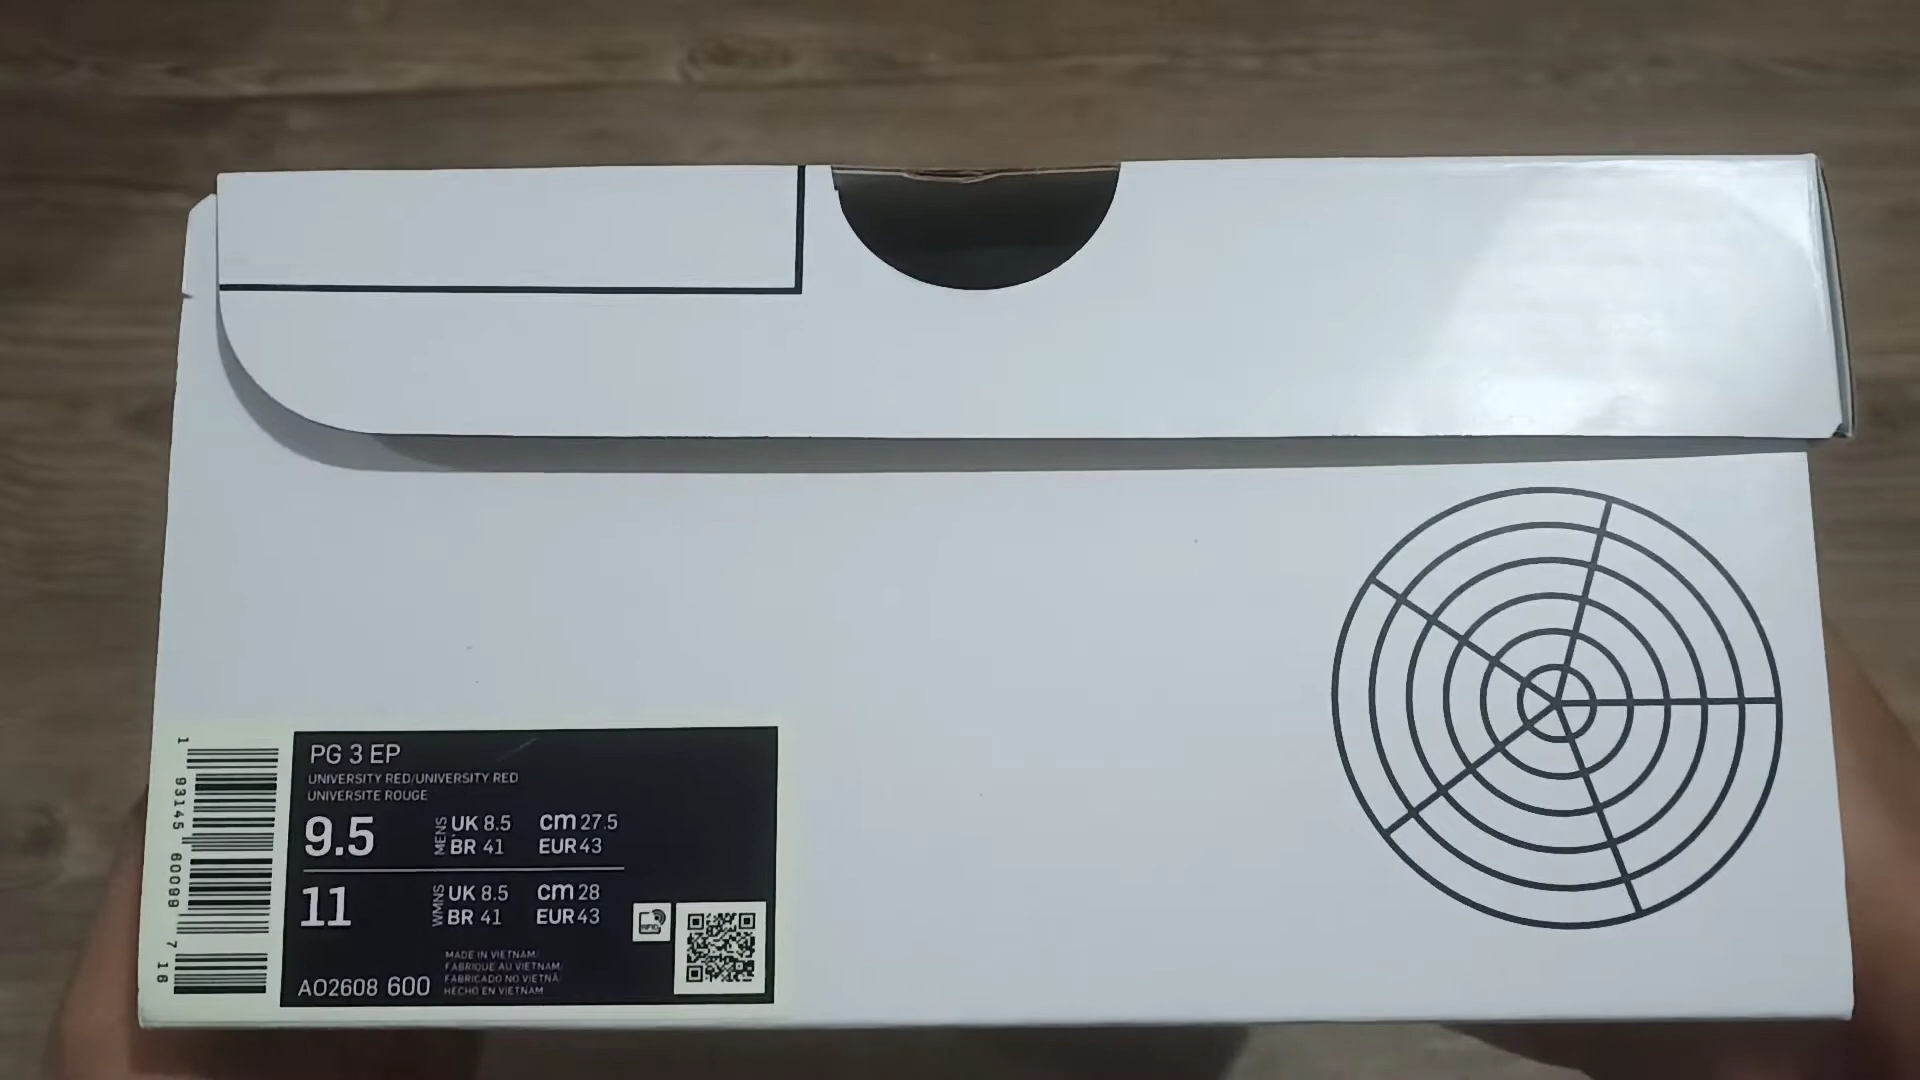 PG 3 EP
UNIVERSITY RED/UNIVERSITY RED
UNIVERSITE ROUGE
9.5 MENS UK 8.5 cm 27.5
BR 41 EUR 43
11 WMNS UK 8.5 cm 28
BR 41 EUR 43
MADE IN VIETNAM
FABRIQUE AU VIETNAM
FABRICADO NO VIETNÃ
HECHO EN VIETNAM
AO2608 600
RFID
1 93145 60099 7 16